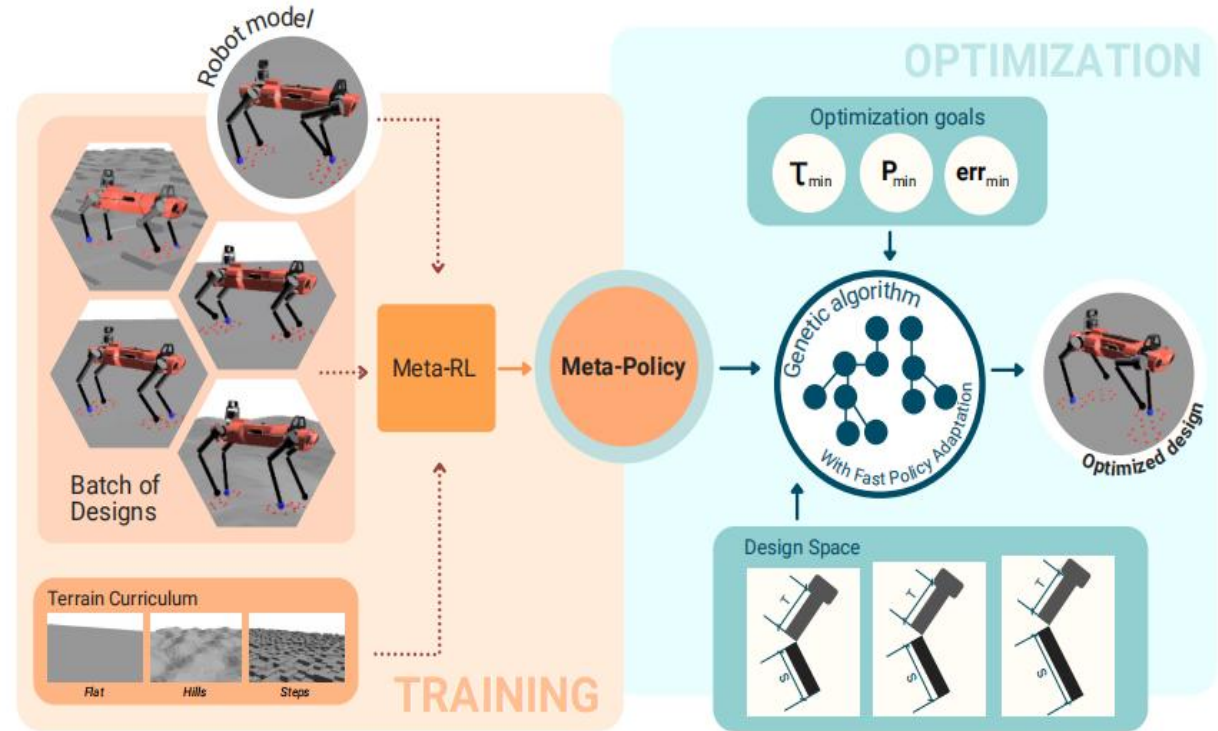 Robot model
Batch of
Designs
Terrain Curriculum
Flat
Hills
Steps
Meta-RL
TRAINING
Meta-Policy
OPTIMIZATION
Optimization goals
τmin
Pmin
errmin
Genetic algorithm
With Fast Policy Adaptation
Optimized design
Design Space
T
S
T
S
T
S